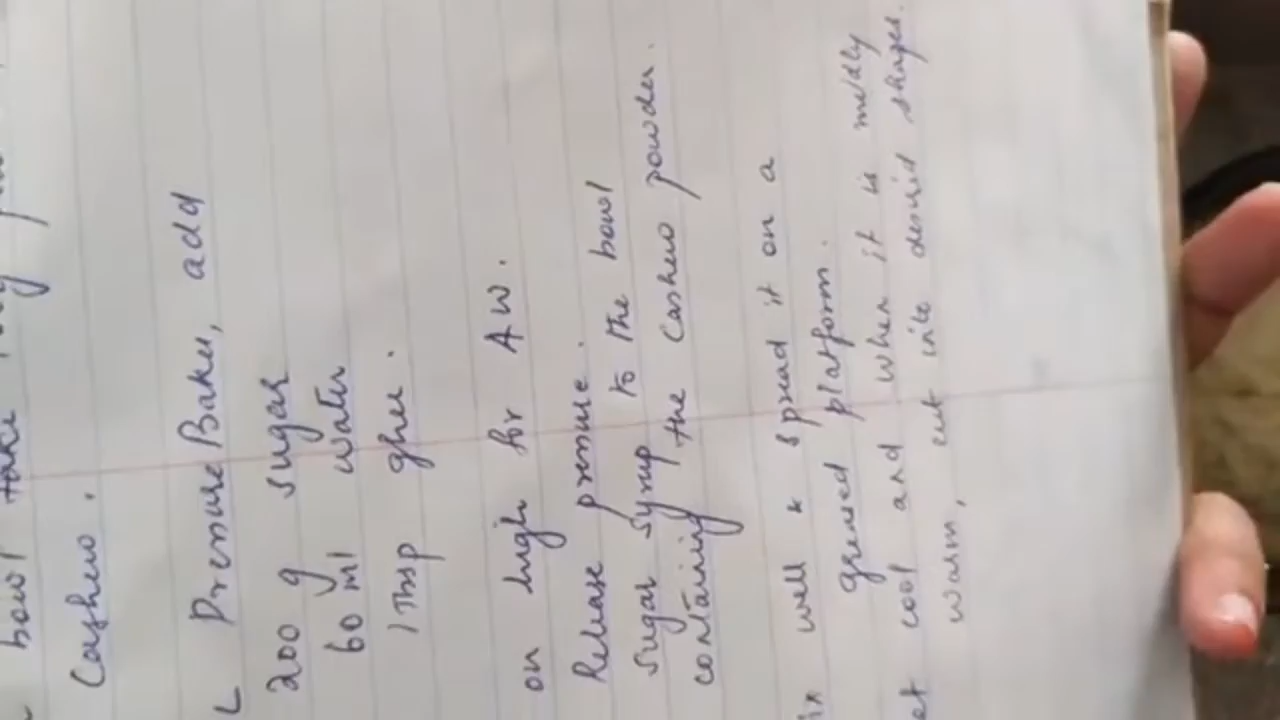 bowl take
Cashew.
L Pressure Baker, add
200 g sugar
60 ml water
1 Tbsp ghee.
on high for 4 W.
Release pressure.
Sugar syrup to the bowl
containing the cashew powder.
well & spread it on a
greased platform.
cool and when it is mildly
warm, cut into desired shapes.